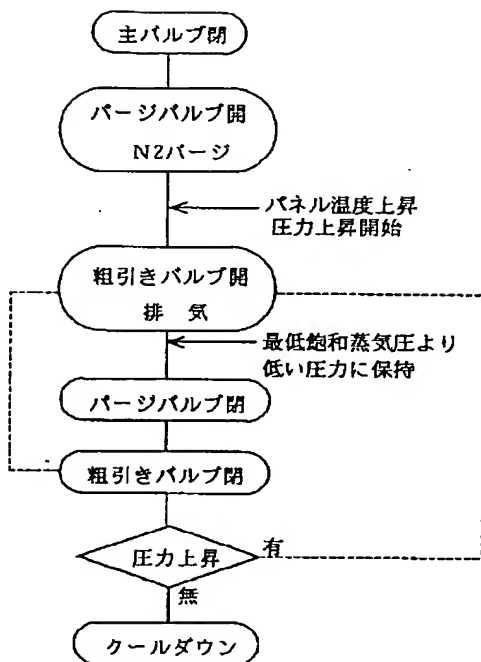 主バルブ閉
パージバルブ開
N2パージ
パネル温度上昇
圧力上昇開始
粗引きバルブ開
排 気
最低飽和蒸気圧より
低い圧力に保持
パージバルブ閉
粗引きバルブ閉
圧力上昇
有
無
クールダウン